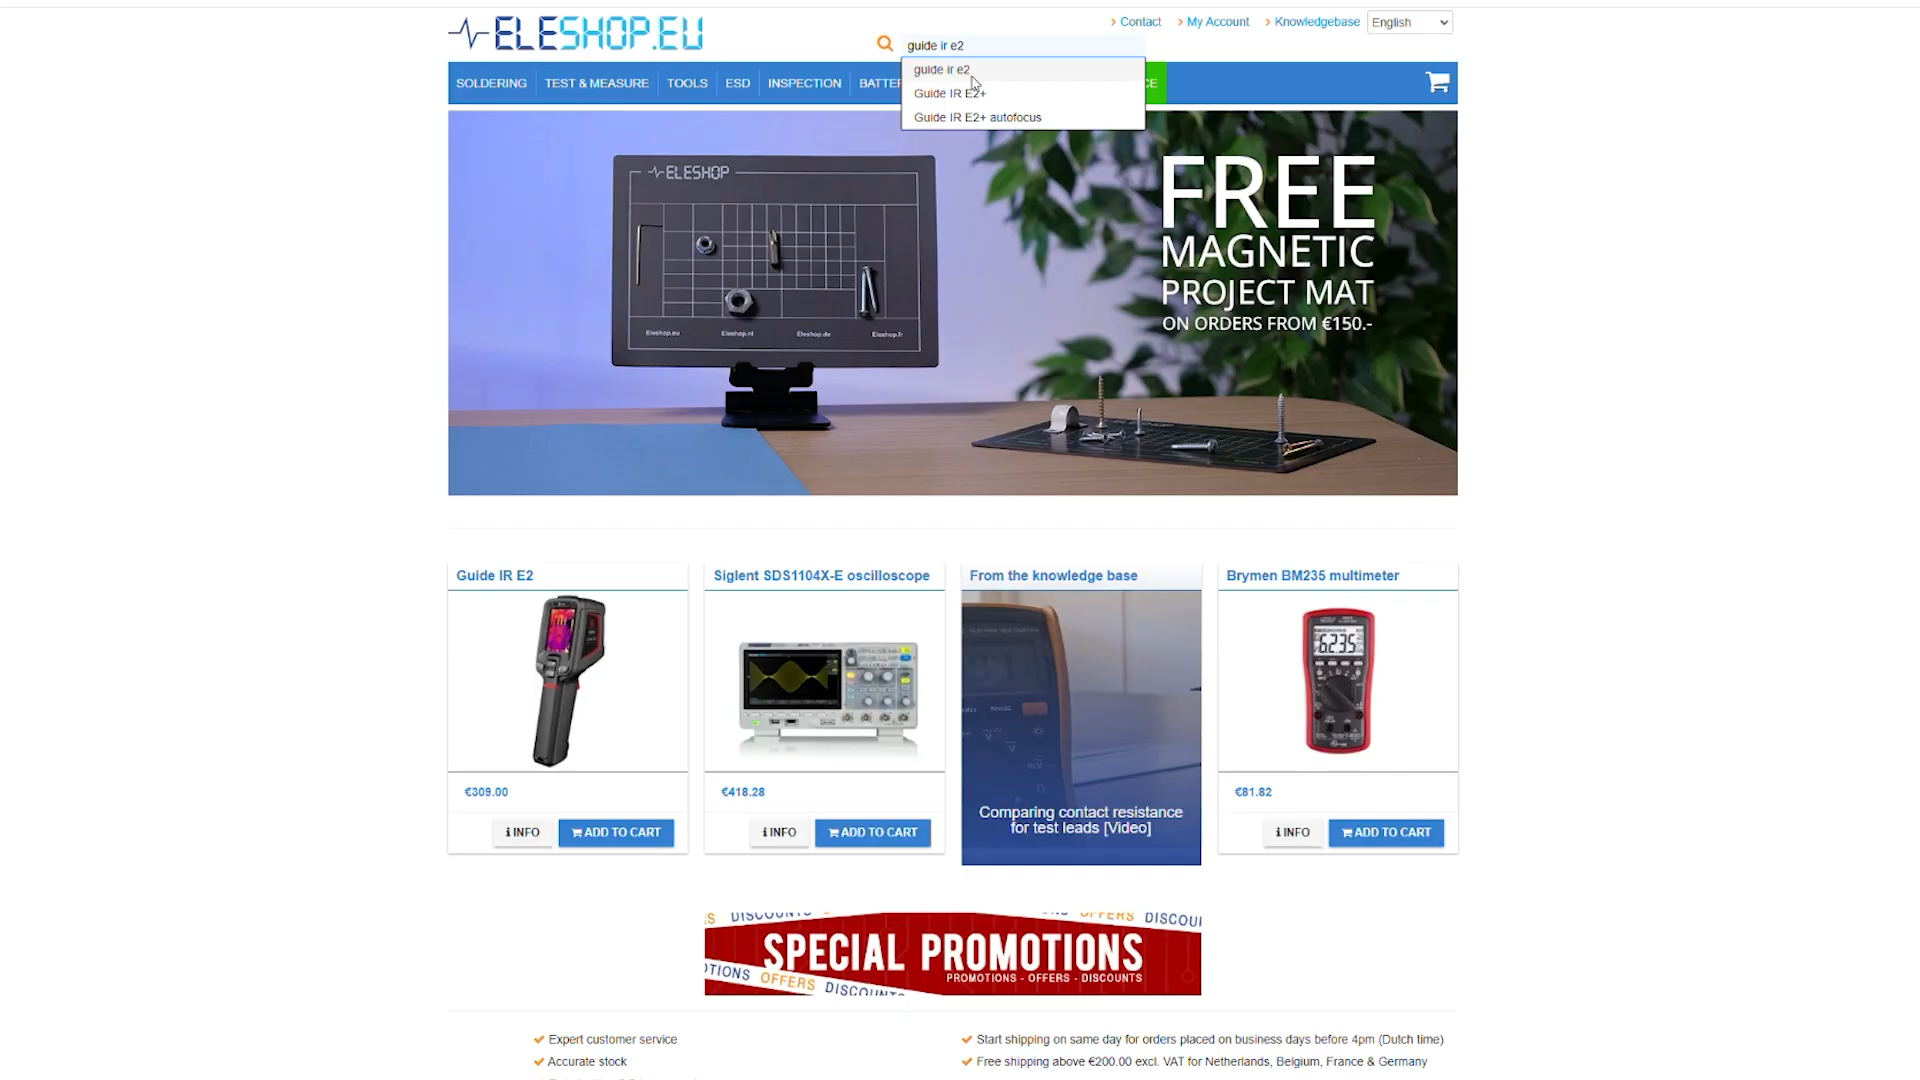 ELESHOP.EU
Contact
My Account
Knowledgebase
English
guide ir e2
guide ir e2
Guide IR E2+
Guide IR E2+ autofocus
SOLDERING
TEST & MEASURE
TOOLS
ESD
INSPECTION
ELESHOP
Eleshop.eu
Eleshop.nl
Eleshop.de
Eleshop.fr
FREE
MAGNETIC
PROJECT MAT
ON ORDERS FROM €150.-
Guide IR E2
€309.00
INFO
ADD TO CART
Siglent SDS1104X-E oscilloscope
€418.28
INFO
ADD TO CART
From the knowledge base
Comparing contact resistance
for test leads [Video]
Brymen BM235 multimeter
6.235
€81.82
INFO
ADD TO CART
DISCOUNTS
OFFERS DISCOU
SPECIAL PROMOTIONS
PROMOTIONS - OFFERS - DISCOUNTS
OTIONS OFFERS DISCOUNTS
Expert customer service
Accurate stock
Start shipping on same day for orders placed on business days before 4pm (Dutch time)
Free shipping above €200.00 excl. VAT for Netherlands, Belgium, France & Germany